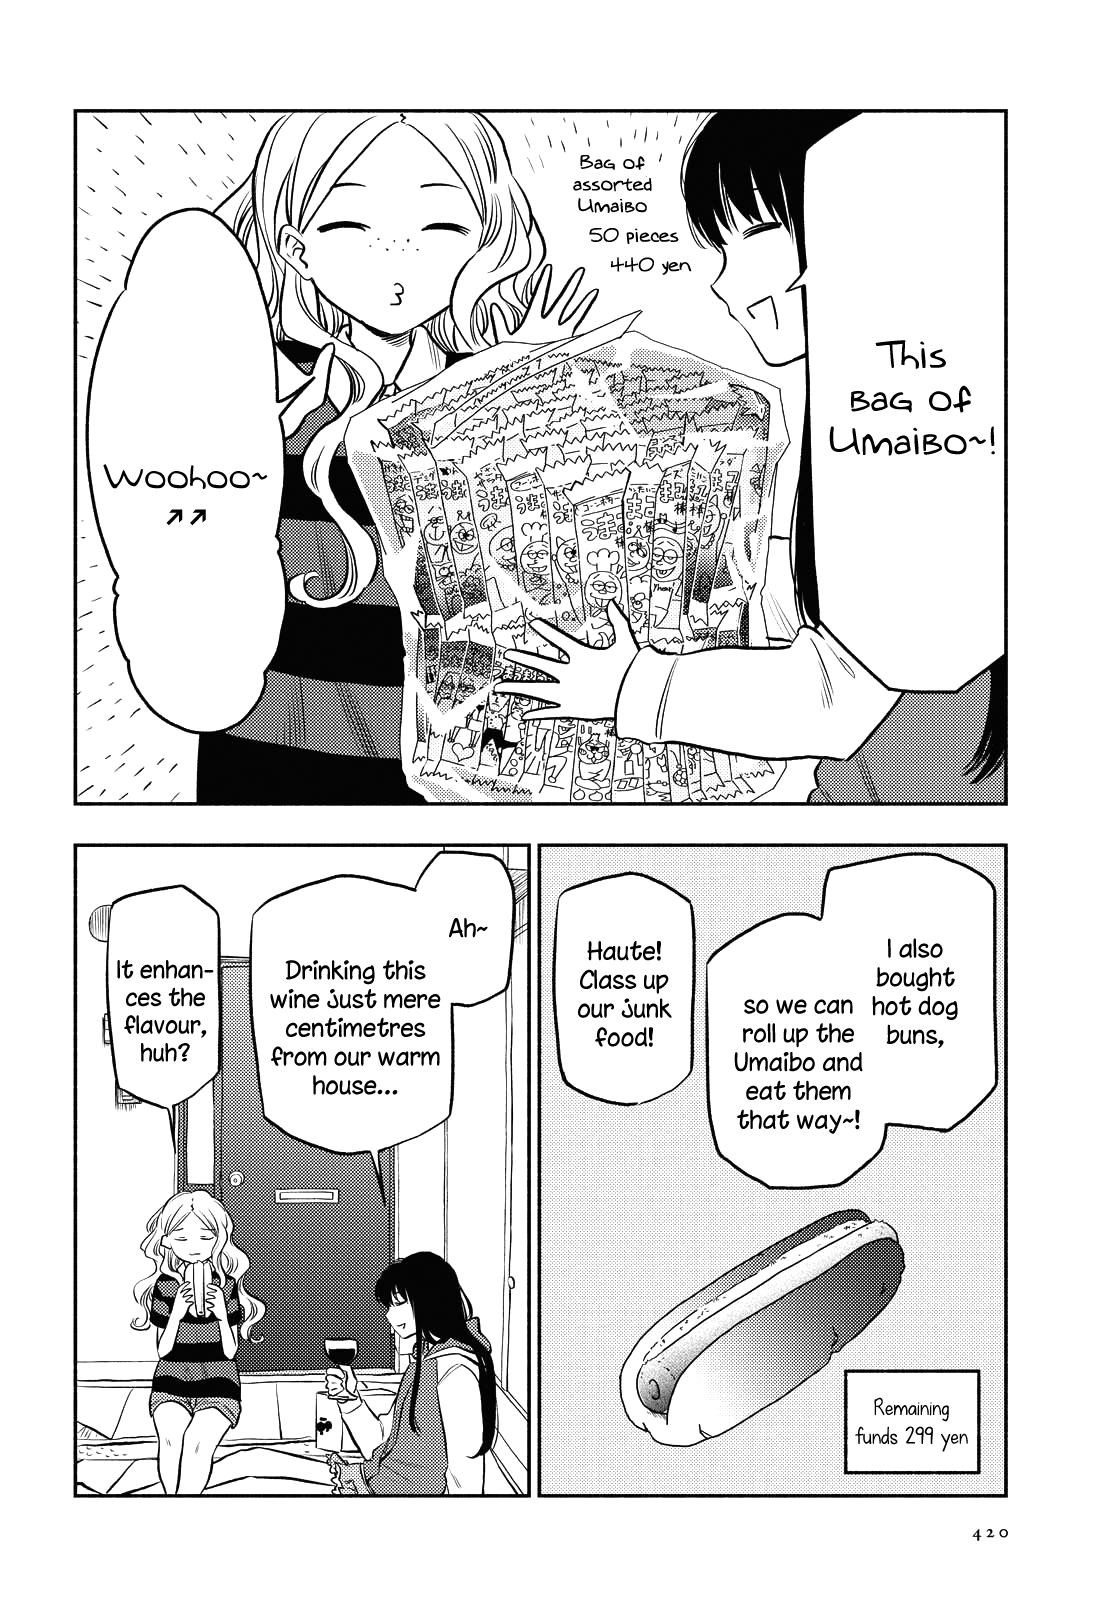 This
Bag of
Umaibo~!
Bag of
assorted
Umaibo
50 pieces
440 yen
Woohoo~
↗↗
I also
bought
hot dog
buns,
so we can
roll up the
Umaibo and
eat them
that way~!
Haute!
Class up
our junk
food!
Remaining
funds 299 yen
Ah~
Drinking this
wine just mere
centimetres
from our warm
house...
It enhan-
ces the
flavour,
huh?
420